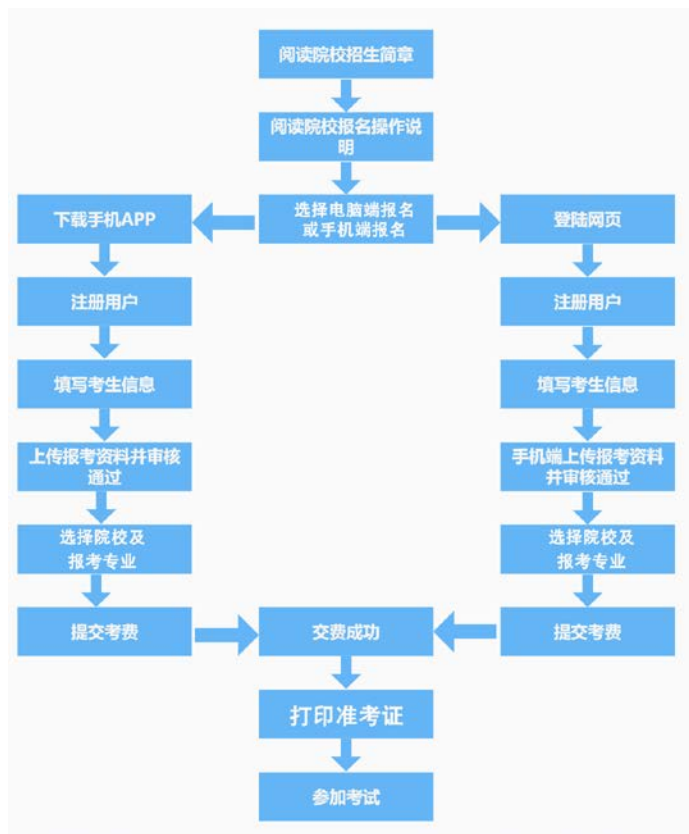 阅读院校招生简章
阅读院校报名操作说
明
选择电脑端报名
或手机端报名
下载手机APP
注册用户
填写考生信息
上传报考资料并审核
通过
选择院校及
报考专业
提交考费
登陆网页
注册用户
填写考生信息
手机端上传报考资料
并审核通过
选择院校及
报考专业
提交考费
交费成功
打印准考证
参加考试